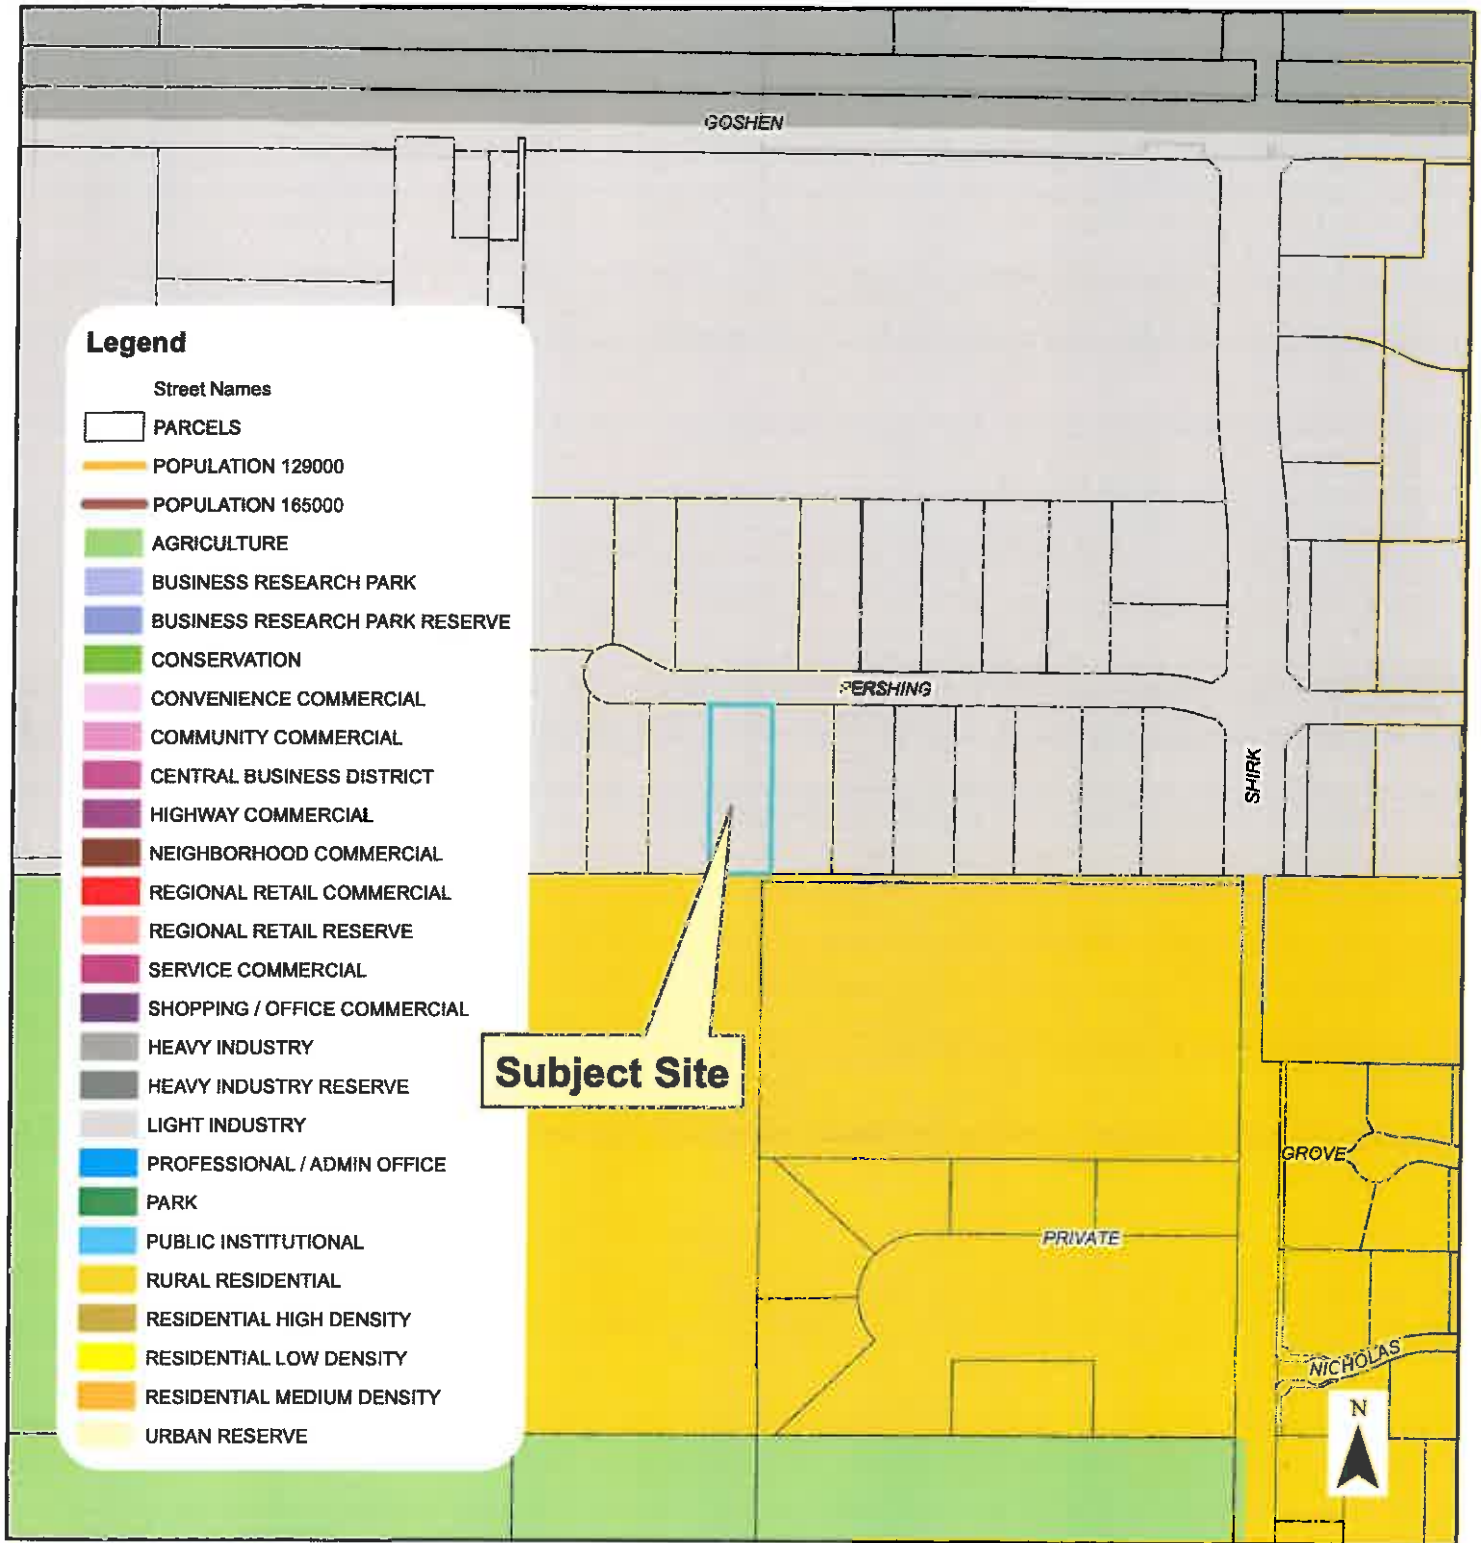 GOSHEN
Legend
Street Names
PARCELS
POPULATION 129000
POPULATION 165000
AGRICULTURE
BUSINESS RESEARCH PARK
BUSINESS RESEARCH PARK RESERVE
CONSERVATION
CONVENIENCE COMMERCIAL
COMMUNITY COMMERCIAL
CENTRAL BUSINESS DISTRICT
HIGHWAY COMMERCIAL
NEIGHBORHOOD COMMERCIAL
REGIONAL RETAIL COMMERCIAL
REGIONAL RETAIL RESERVE
SERVICE COMMERCIAL
SHOPPING / OFFICE COMMERCIAL
HEAVY INDUSTRY
HEAVY INDUSTRY RESERVE
LIGHT INDUSTRY
PROFESSIONAL / ADMIN OFFICE
PARK
PUBLIC INSTITUTIONAL
RURAL RESIDENTIAL
RESIDENTIAL HIGH DENSITY
RESIDENTIAL LOW DENSITY
RESIDENTIAL MEDIUM DENSITY
URBAN RESERVE
PERSHING
SHIRK
Subject Site
GROVE
PRIVATE
NICHOLAS
N